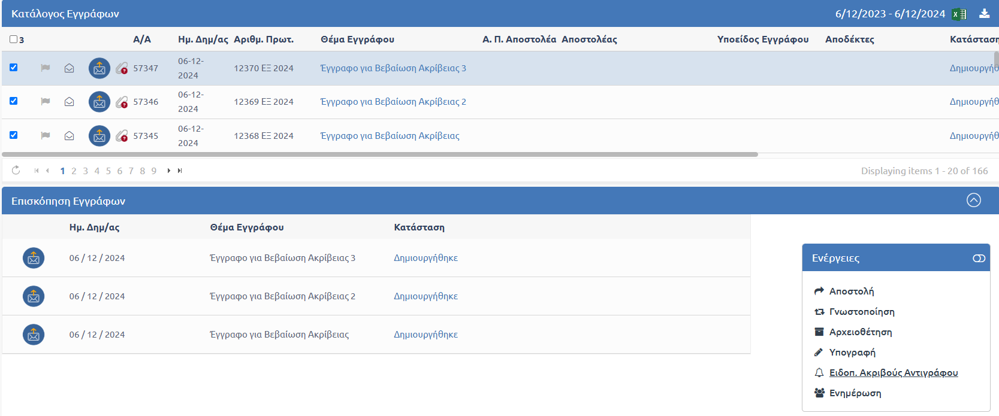 Κατάλογος Εγγράφων 6/12/2023 - 6/12/2024
3 Α/Α Ημ. Δημ/ας Αριθμ. Πρωτ. Θέμα Εγγράφου Α. Π. Αποστολέα Αποστολέας Υποείδος Εγγράφου Αποδέκτες Κατάσταση
57347 06-12-2024 12370 ΕΞ 2024 Έγγραφο για Βεβαίωση Ακρίβειας 3 Δημιουργήθ
57346 06-12-2024 12369 ΕΞ 2024 Έγγραφο για Βεβαίωση Ακρίβειας 2 Δημιουργήθ
57345 06-12-2024 12368 ΕΞ 2024 Έγγραφο για Βεβαίωση Ακρίβειας Δημιουργήθ
1 2 3 4 5 6 7 8 9 Displaying items 1 - 20 of 166
Επισκόπηση Εγγράφων
Ημ. Δημ/ας Θέμα Εγγράφου Κατάσταση
06 / 12 / 2024 Έγγραφο για Βεβαίωση Ακρίβειας 3 Δημιουργήθηκε
06 / 12 / 2024 Έγγραφο για Βεβαίωση Ακρίβειας 2 Δημιουργήθηκε
06 / 12 / 2024 Έγγραφο για Βεβαίωση Ακρίβειας Δημιουργήθηκε
Ενέργειες
Αποστολή
Γνωστοποίηση
Αρχειοθέτηση
Υπογραφή
Ειδοπ. Ακριβούς Αντιγράφου
Ενημέρωση